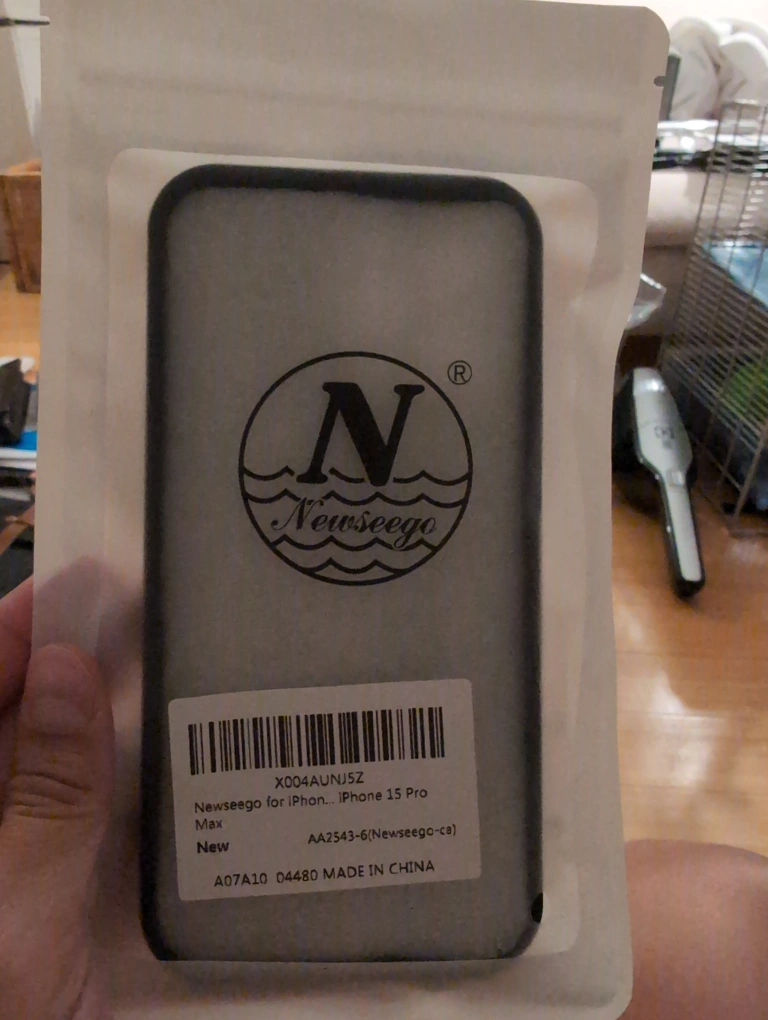 ®
N
Newseego
X004AUNJ5Z
Newseego for iPhon... iPhone 15 Pro
Max
New
AA2543-6(Newseego-ca)
A07A10 04480 MADE IN CHINA